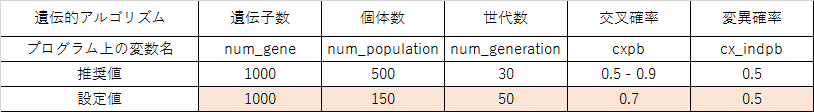 遺伝的アルゴリズム 遺伝子数 個体数 世代数 交叉確率 変異確率
プログラム上の変数名 num_gene num_population num_generation cxpb cx_indpb
推奨値 1000 500 30 0.5 - 0.9 0.5
設定値 1000 150 50 0.7 0.5